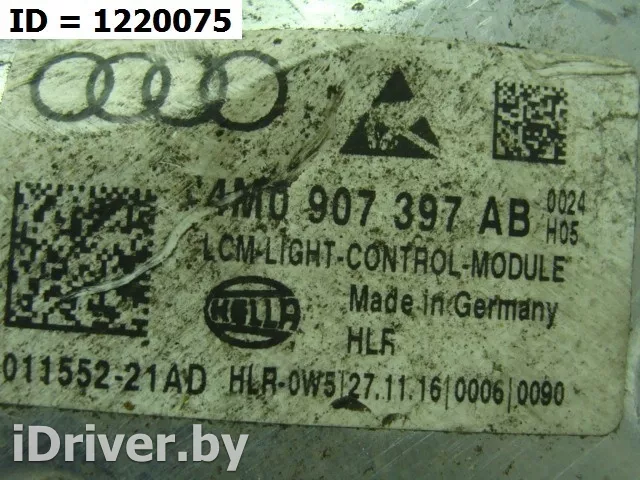 ID = 1220075
4M0 907 397 AB
0024
H05
LCM-LIGHT-CONTROL-MODULE
HELLA
Made in Germany
HLR
011552-21AD
HLR-0W5|27.11.16|0006|0090
iDriver.by